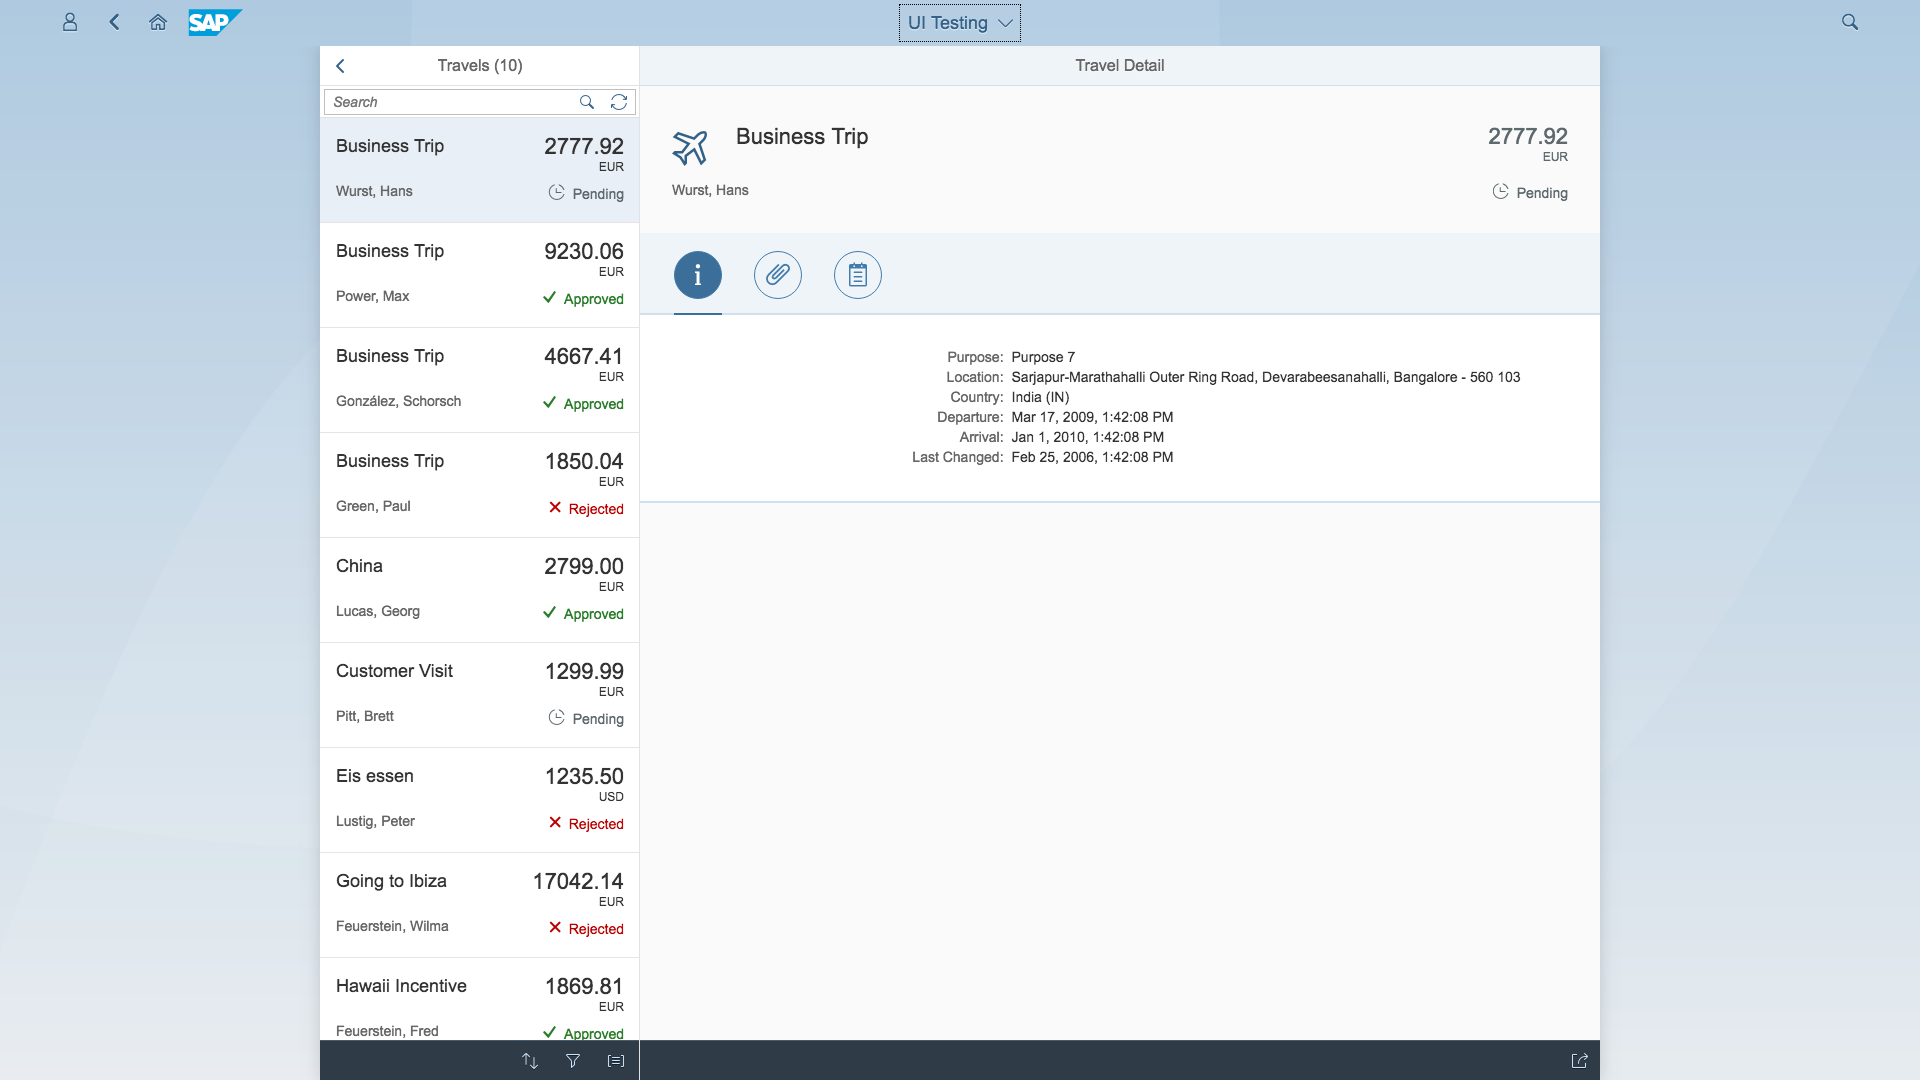 SAP
UI Testing
Travels (10)
Travel Detail
Search
Business Trip
2777.92
EUR
Wurst, Hans
Pending
Business Trip
9230.06
EUR
Power, Max
Approved
Business Trip
4667.41
EUR
González, Schorsch
Approved
Business Trip
1850.04
EUR
Green, Paul
Rejected
China
2799.00
EUR
Lucas, Georg
Approved
Customer Visit
1299.99
EUR
Pitt, Brett
Pending
Eis essen
1235.50
USD
Lustig, Peter
Rejected
Going to Ibiza
17042.14
EUR
Feuerstein, Wilma
Rejected
Hawaii Incentive
1869.81
EUR
Feuerstein, Fred
Approved
Business Trip
2777.92
EUR
Wurst, Hans
Pending
Purpose: Purpose 7
Location: Sarjapur-Marathahalli Outer Ring Road, Devarabeesanahalli, Bangalore - 560 103
Country: India (IN)
Departure: Mar 17, 2009, 1:42:08 PM
Arrival: Jan 1, 2010, 1:42:08 PM
Last Changed: Feb 25, 2006, 1:42:08 PM